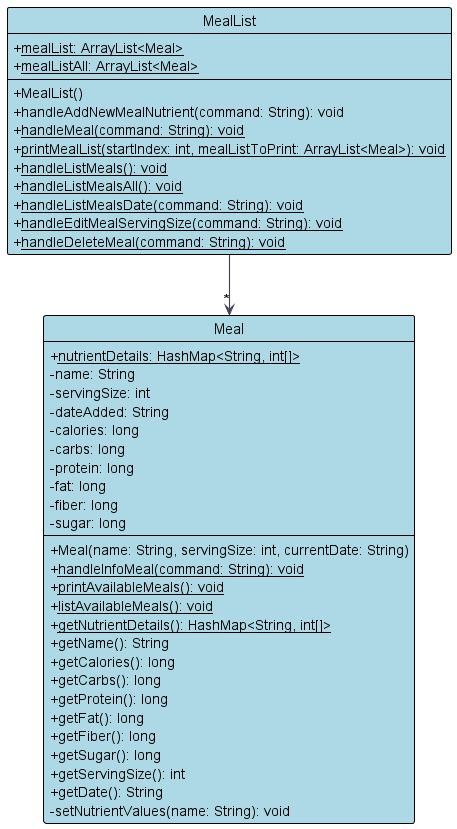 MealList
+mealList: ArrayList<Meal>
+mealListAll: ArrayList<Meal>
+MealList()
+handleAddNewMealNutrient(command: String): void
+handleMeal(command: String): void
+printMealList(startIndex: int, mealListToPrint: ArrayList<Meal>): void
+handleListMeals(): void
+handleListMealsAll(): void
+handleListMealsDate(command: String): void
+handleEditMealServingSize(command: String): void
+handleDeleteMeal(command: String): void
*
Meal
+nutrientDetails: HashMap<String, int[]>
-name: String
-servingSize: int
-dateAdded: String
-calories: long
-carbs: long
-protein: long
-fat: long
-fiber: long
-sugar: long
+Meal(name: String, servingSize: int, currentDate: String)
+handleInfoMeal(command: String): void
+printAvailableMeals(): void
+listAvailableMeals(): void
+getNutrientDetails(): HashMap<String, int[]>
+getName(): String
+getCalories(): long
+getCarbs(): long
+getProtein(): long
+getFat(): long
+getFiber(): long
+getSugar(): long
+getServingSize(): int
+getDate(): String
-setNutrientValues(name: String): void